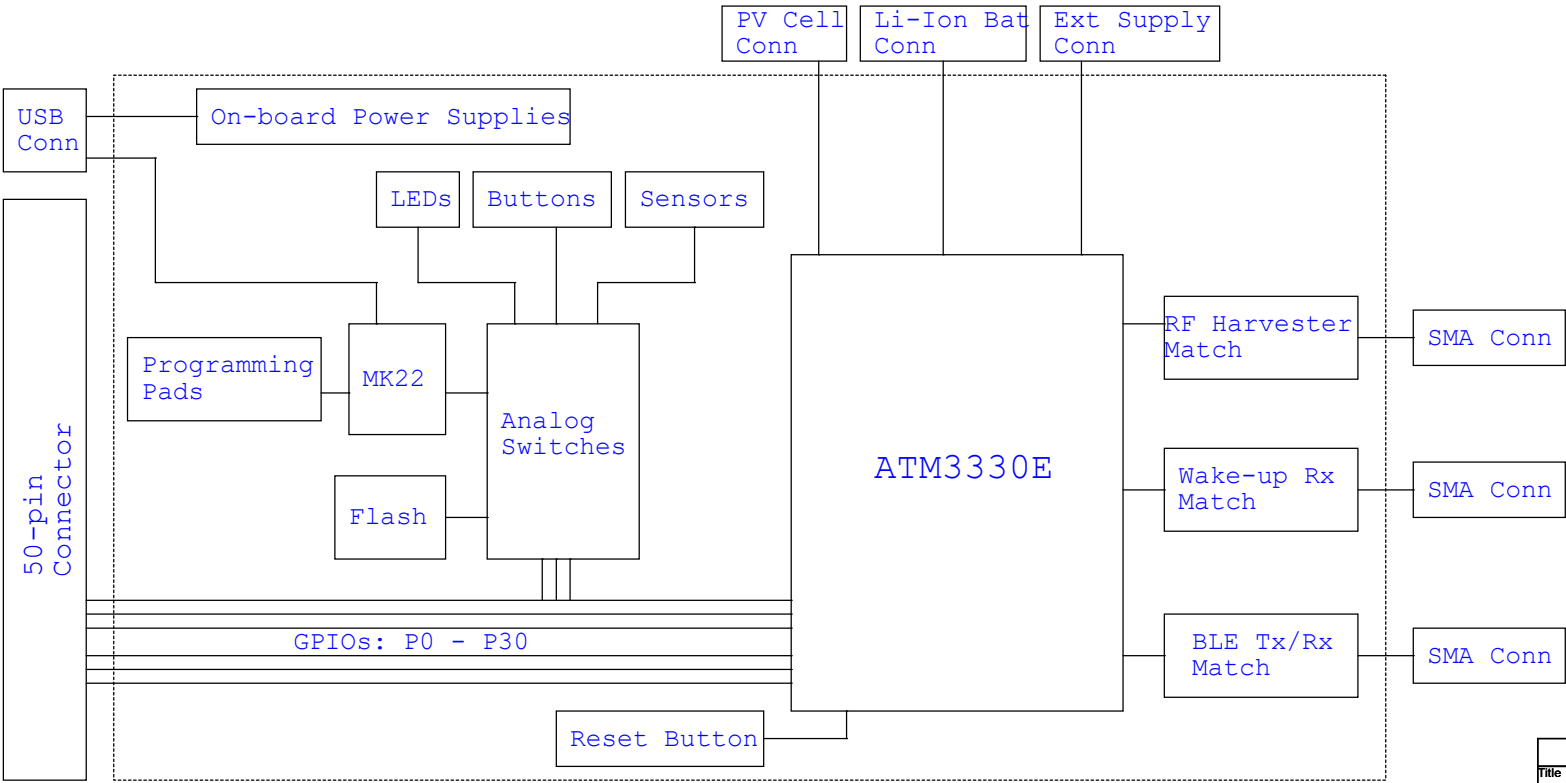 PV Cell
Conn
Li-Ion Bat
Conn
Ext Supply
Conn
USB
Conn
On-board Power Supplies
LEDs
Buttons
Sensors
RF Harvester
Match
SMA Conn
Programming
Pads
MK22
Analog
Switches
ATM3330E
Wake-up Rx
Match
SMA Conn
50-pin
Connector
Flash
GPIOs: P0 - P30
BLE Tx/Rx
Match
SMA Conn
Reset Button
Title